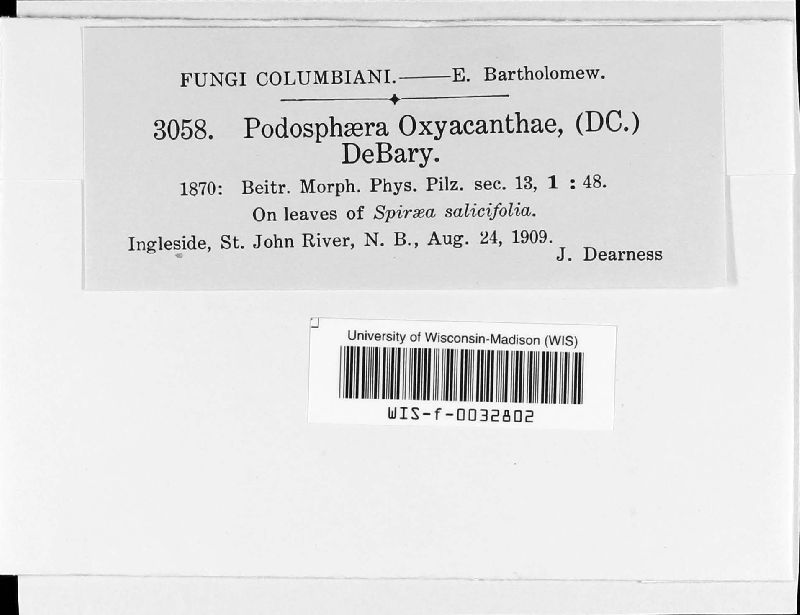 FUNGI COLUMBIANI.——E. Bartholomew.
3058. Podosphæra Oxyacanthae, (DC.)
DeBary.
1870: Beitr. Morph. Phys. Pilz. sec. 13, 1 : 48.
On leaves of Spiræa salicifolia.
Ingleside, St. John River, N. B., Aug. 24, 1909.
J. Dearness
University of Wisconsin-Madison (WIS)
WIS-f-0032802